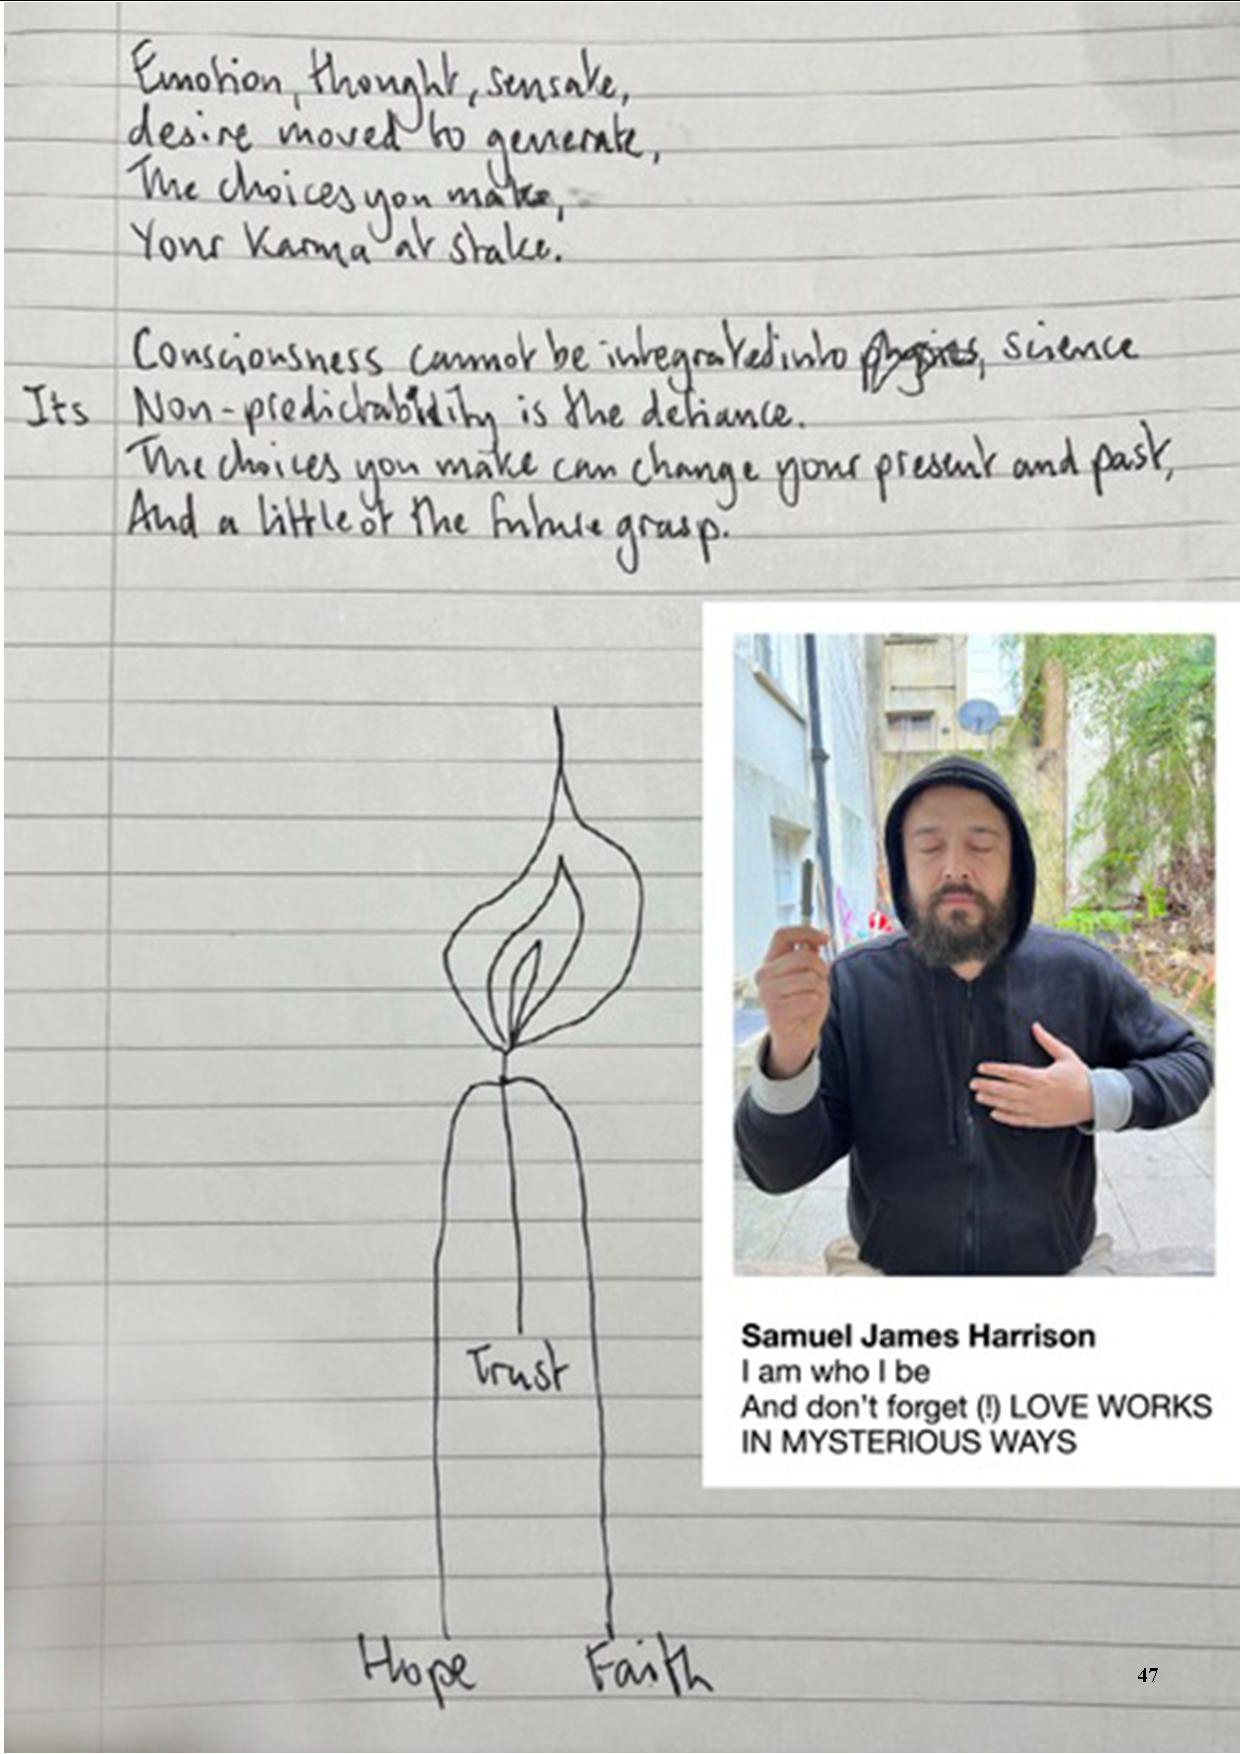 Emotion, thought, sensate,
desire moved to generate,
The choices you make,
Your Karma at stake.
Consciousness cannot be integrated into physics, science
Its Non-predictability is the defiance.
The choices you make can change your present and past,
And a little of the future grasp.
Trust
Hope Faith
Samuel James Harrison
I am who I be
And don't forget (!) LOVE WORKS
IN MYSTERIOUS WAYS
47